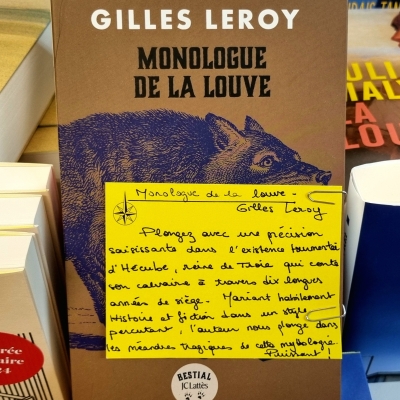 GILLES LEROY
MONOLOGUE
DE LA LOUVE
Monologue de la louve -
Gilles Leroy
Plongez avec une précision
saisissante dans l'existence tourmentée
d'Hécube, reine de Troie qui conte
son calvaire à travers dix longues
années de siège. Mariant habilement
Histoire et fiction dans un style
percutant, l'auteur nous plonge dans
les méandres tragiques de cette mythologie.
Puissant !
BESTIAL
JCLattès